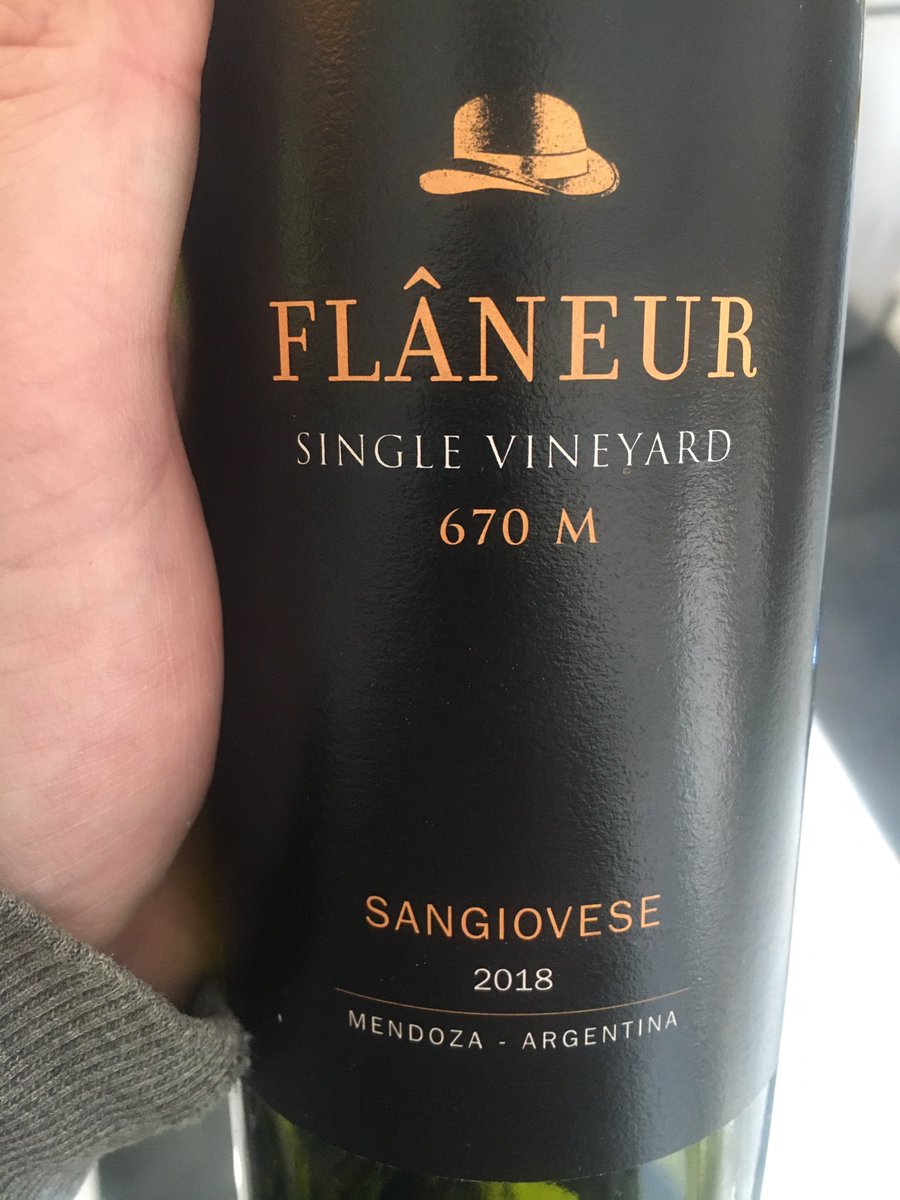 FLÂNEUR
SINGLE VINEYARD
670 M
SANGIOVESE
2018
MENDOZA - ARGENTINA